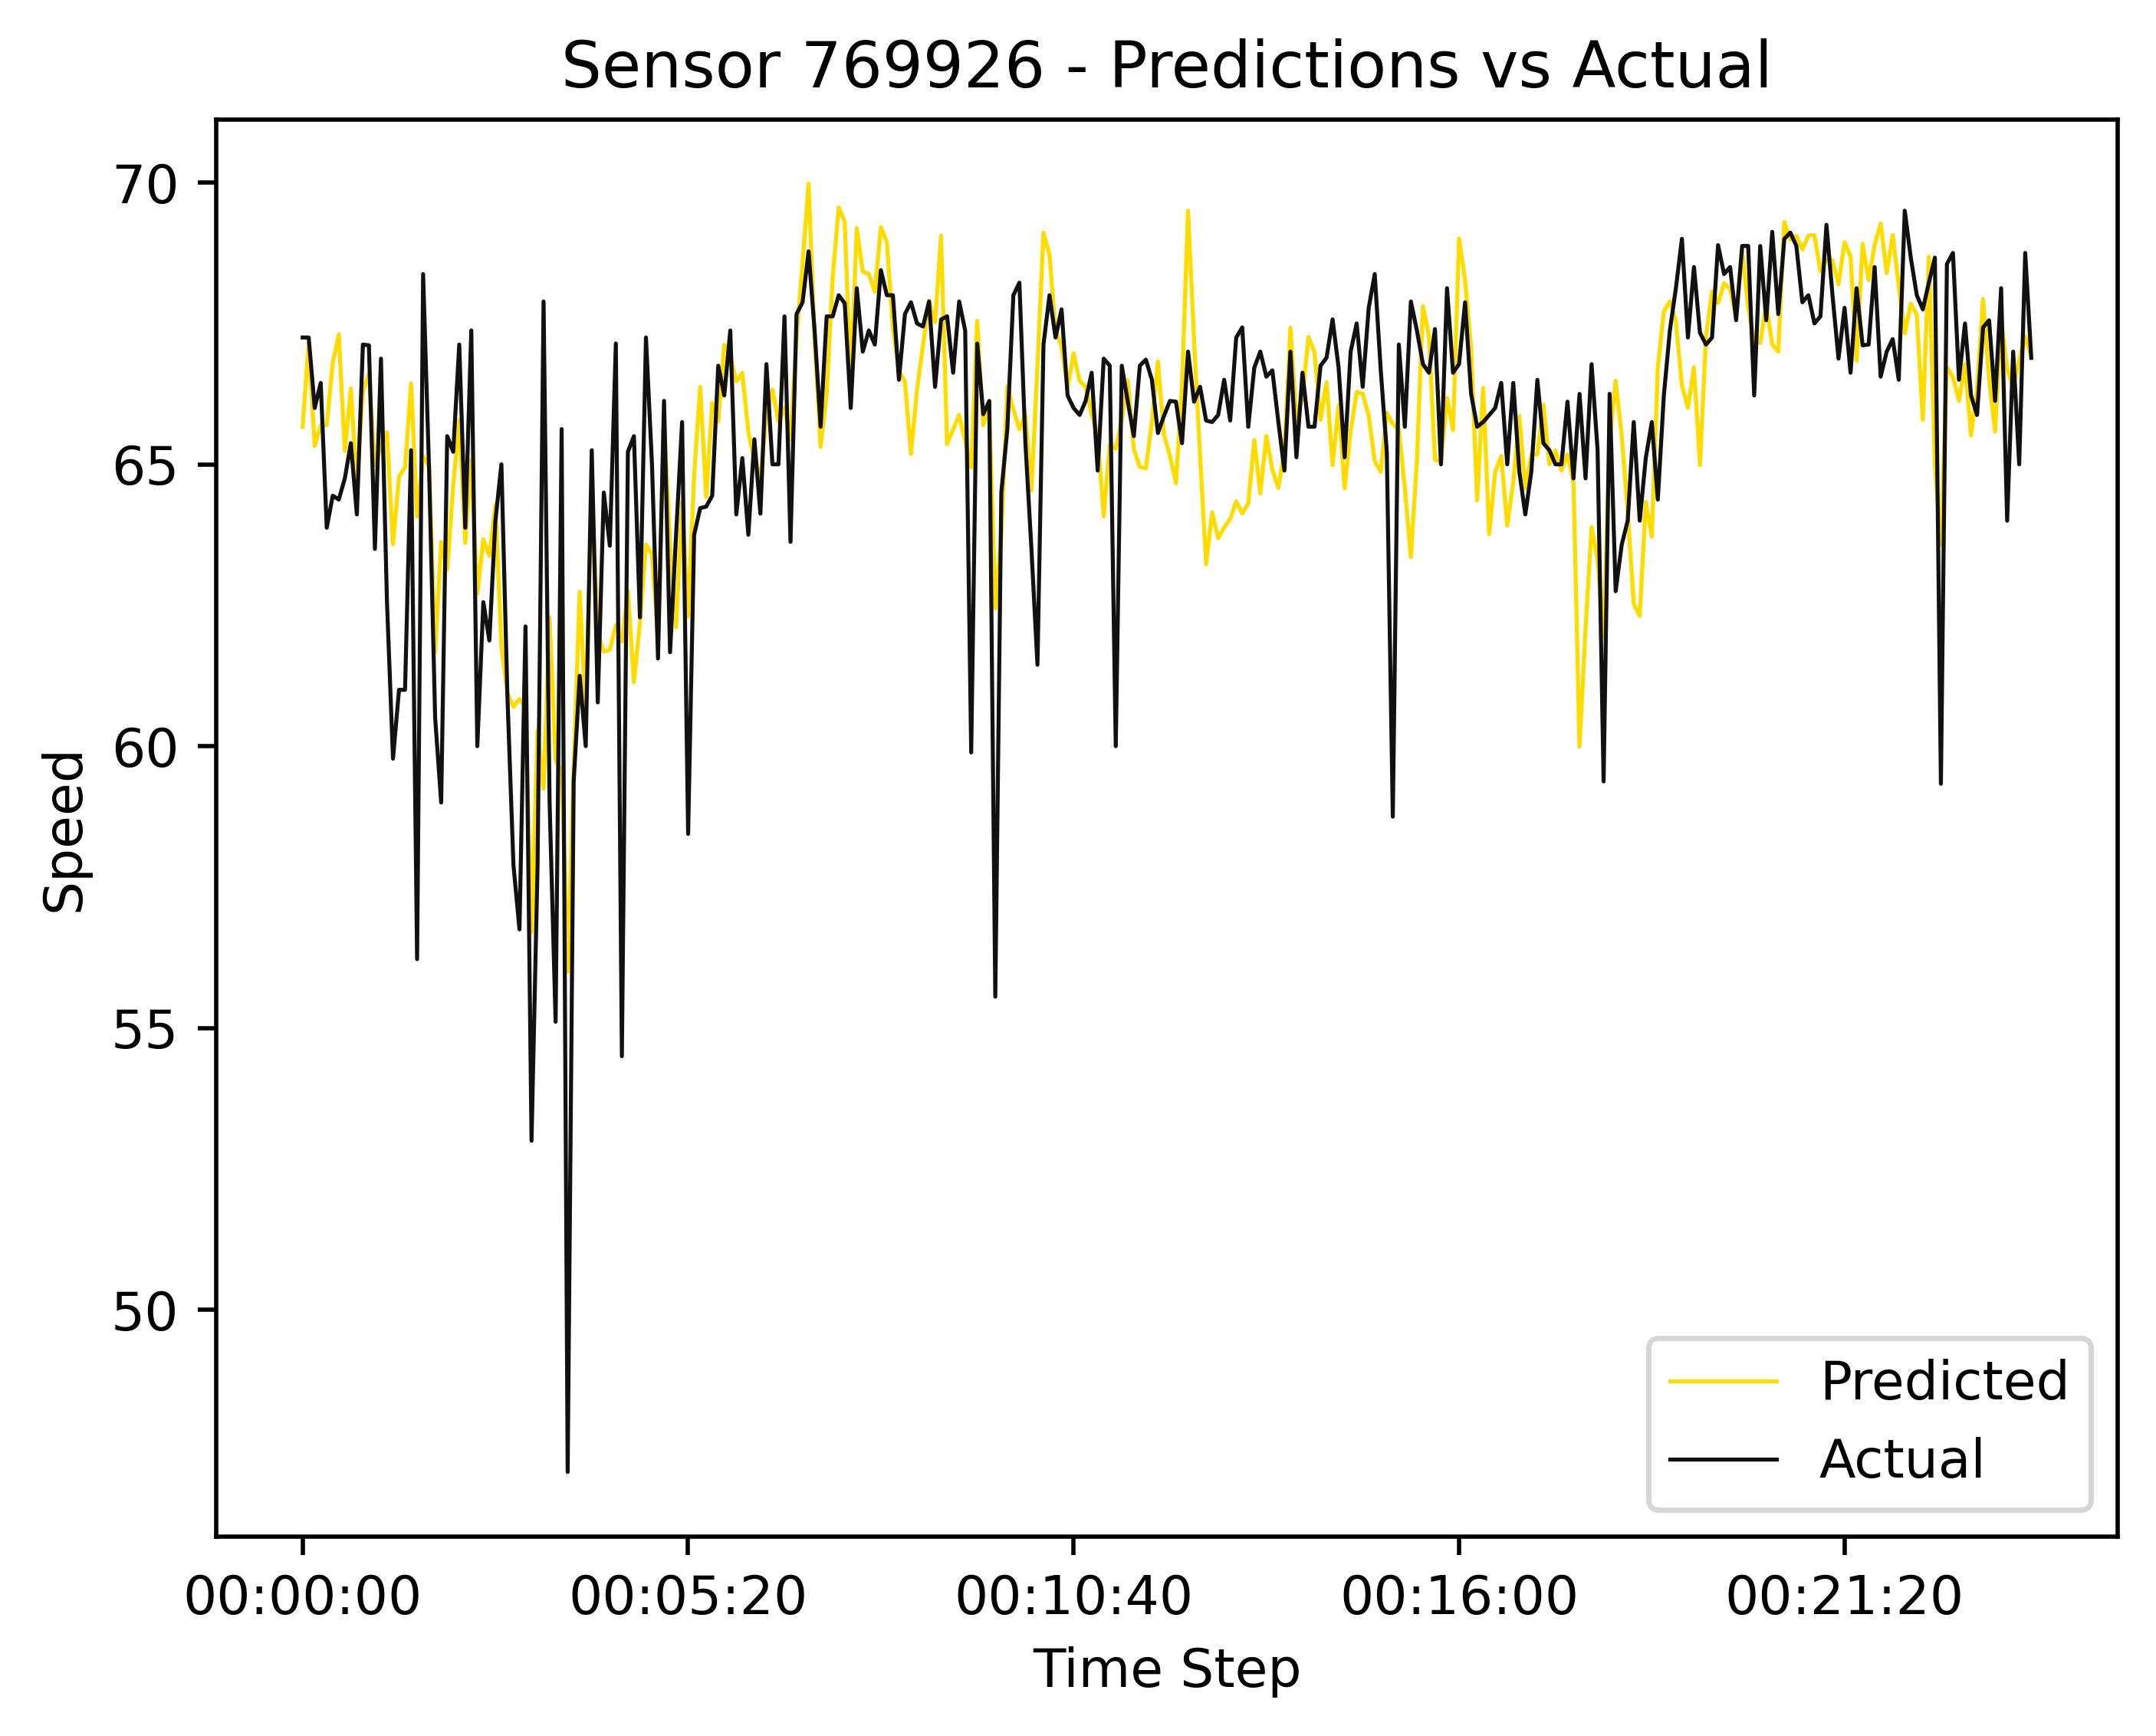 Sensor 769926 - Predictions vs Actual
70
65
60
55
50
Speed
Predicted
Actual
00:00:00 00:05:20 00:10:40 00:16:00 00:21:20
Time Step